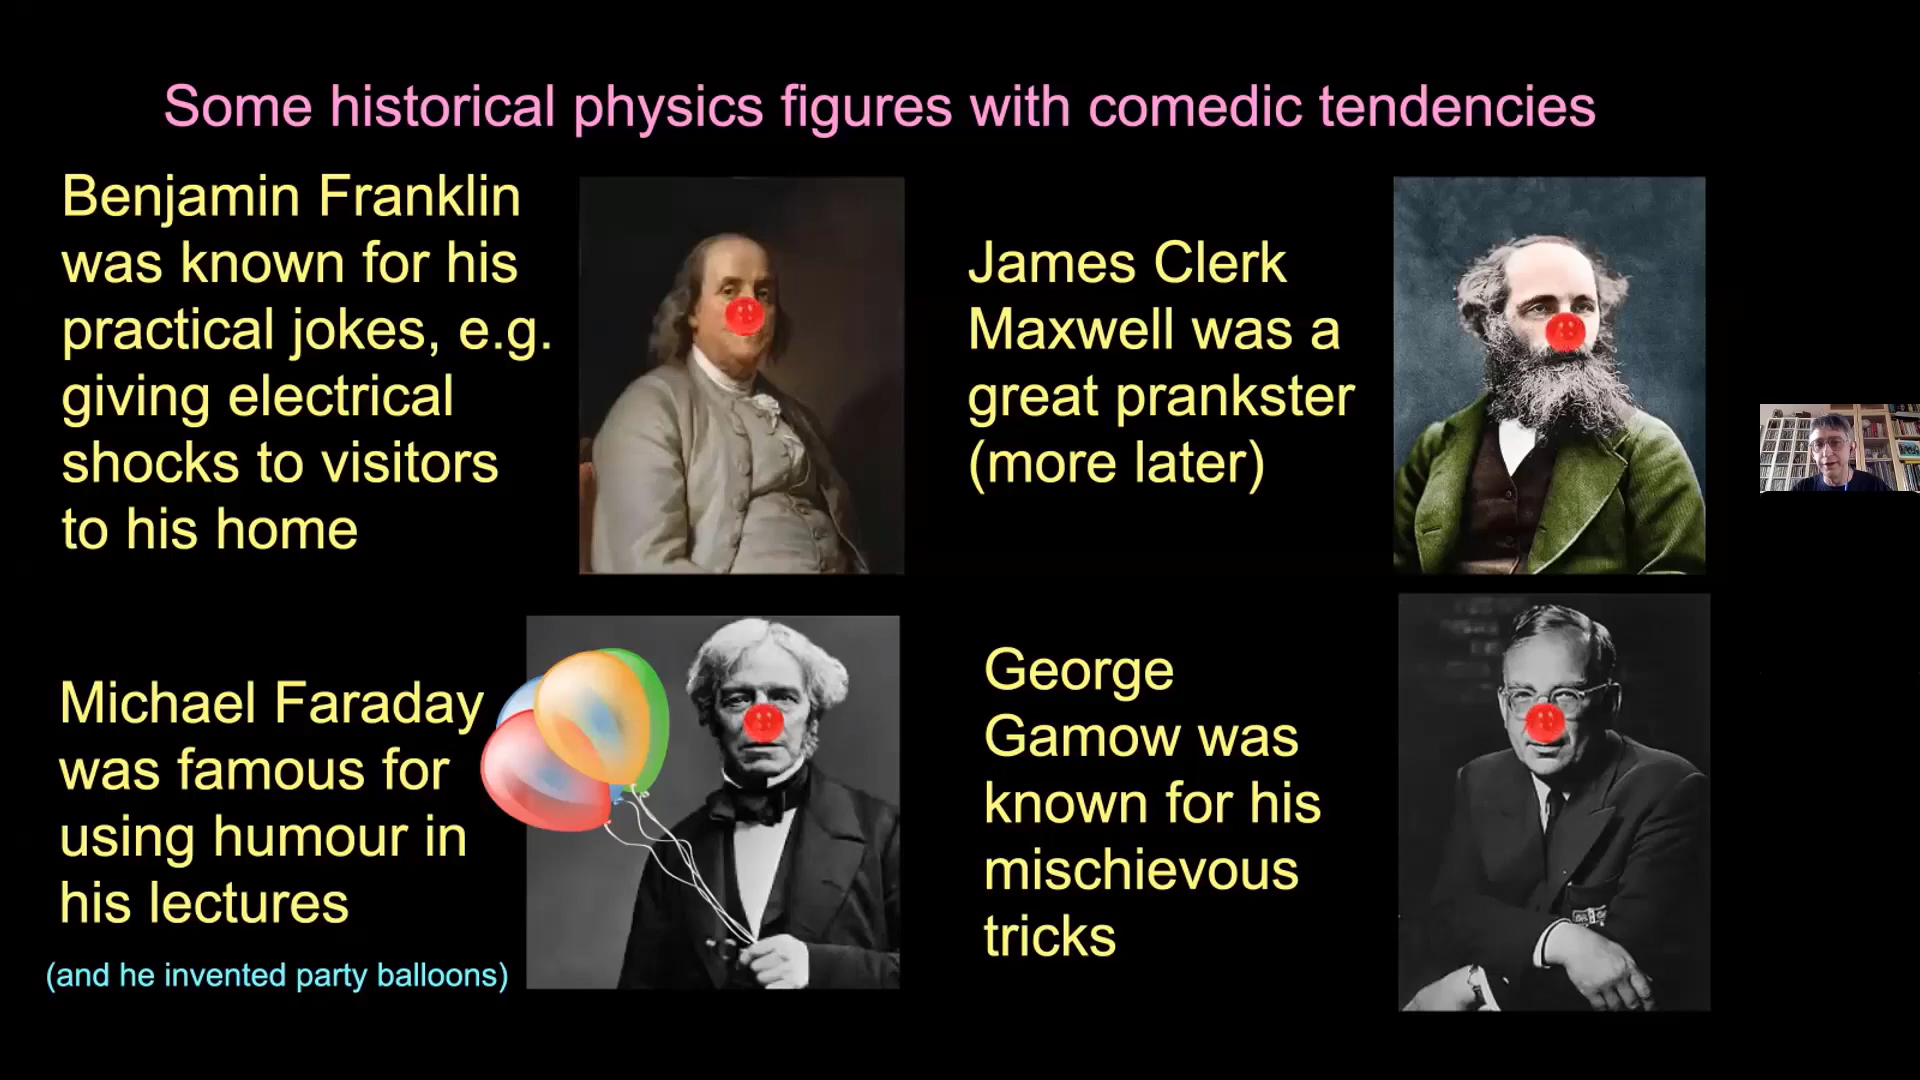 Some historical physics figures with comedic tendencies
Benjamin Franklin
was known for his
practical jokes, e.g.
giving electrical
shocks to visitors
to his home
James Clerk
Maxwell was a
great prankster
(more later)
Michael Faraday
was famous for
using humour in
his lectures
(and he invented party balloons)
George
Gamow was
known for his
mischievous
tricks